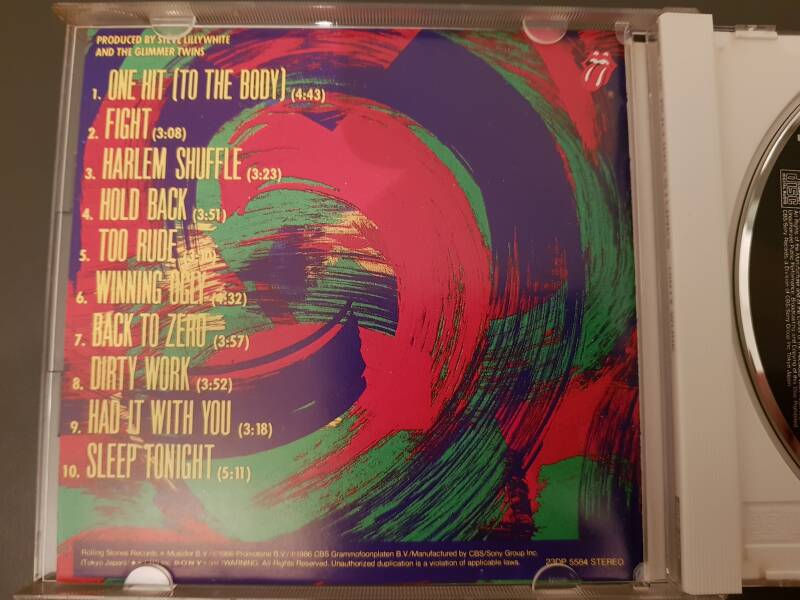 PRODUCED BY STEVE LILLYWHITE
AND THE GLIMMER TWINS
1. ONE HIT (TO THE BODY) (4:43)
2. FIGHT (3:08)
3. HARLEM SHUFFLE (3:23)
4. HOLD BACK (3:51)
5. TOO RUDE
6. WINNING UGLY (4:32)
7. BACK TO ZERO (3:57)
8. DIRTY WORK (3:52)
9. HAD IT WITH YOU (3:18)
10. SLEEP TONIGHT (5:11)
Rolling Stones Records • Musidor B.V./©1986 Promotone B.V./℗1986 CBS Grammofoonplaten B.V./Manufactured by CBS/Sony Group Inc.
(Tokyo Japan) SONY WARNING. All Rights Reserved. Unauthorized duplication is a violation of applicable laws. 23DP 5584 STEREO